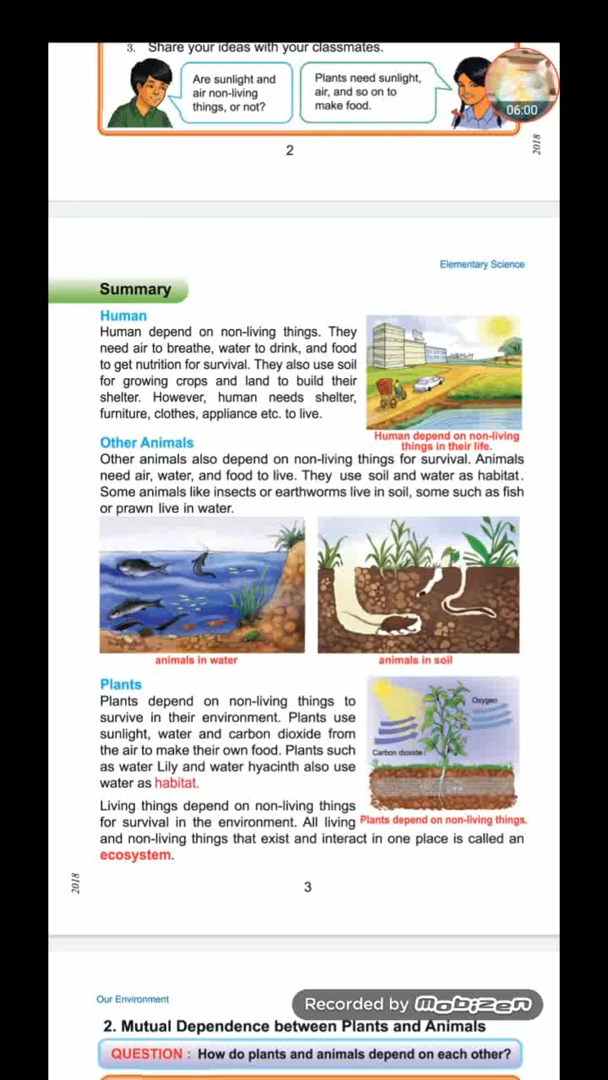 3. Share your ideas with your classmates.
Are sunlight and
air non-living
things, or not?
Plants need sunlight,
air, and so on to
make food.
06:00
2
2018
Elementary Science
Summary
Human
Human depend on non-living things. They
need air to breathe, water to drink, and food
to get nutrition for survival. They also use soil
for growing crops and land to build their
shelter. However, human needs shelter,
furniture, clothes, appliance etc. to live.
Human depend on non-living
things in their life.
Other Animals
Other animals also depend on non-living things for survival. Animals
need air, water, and food to live. They use soil and water as habitat.
Some animals like insects or earthworms live in soil, some such as fish
or prawn live in water.
animals in water
animals in soil
Plants
Plants depend on non-living things to
survive in their environment. Plants use
sunlight, water and carbon dioxide from
the air to make their own food. Plants such
as water Lily and water hyacinth also use
water as habitat.
Oxygen
Carbon dioxide
Plants depend on non-living things.
Living things depend on non-living things
for survival in the environment. All living
and non-living things that exist and interact in one place is called an
ecosystem.
2018
3
Our Environment
Recorded by Mobizen
2. Mutual Dependence between Plants and Animals
QUESTION : How do plants and animals depend on each other?